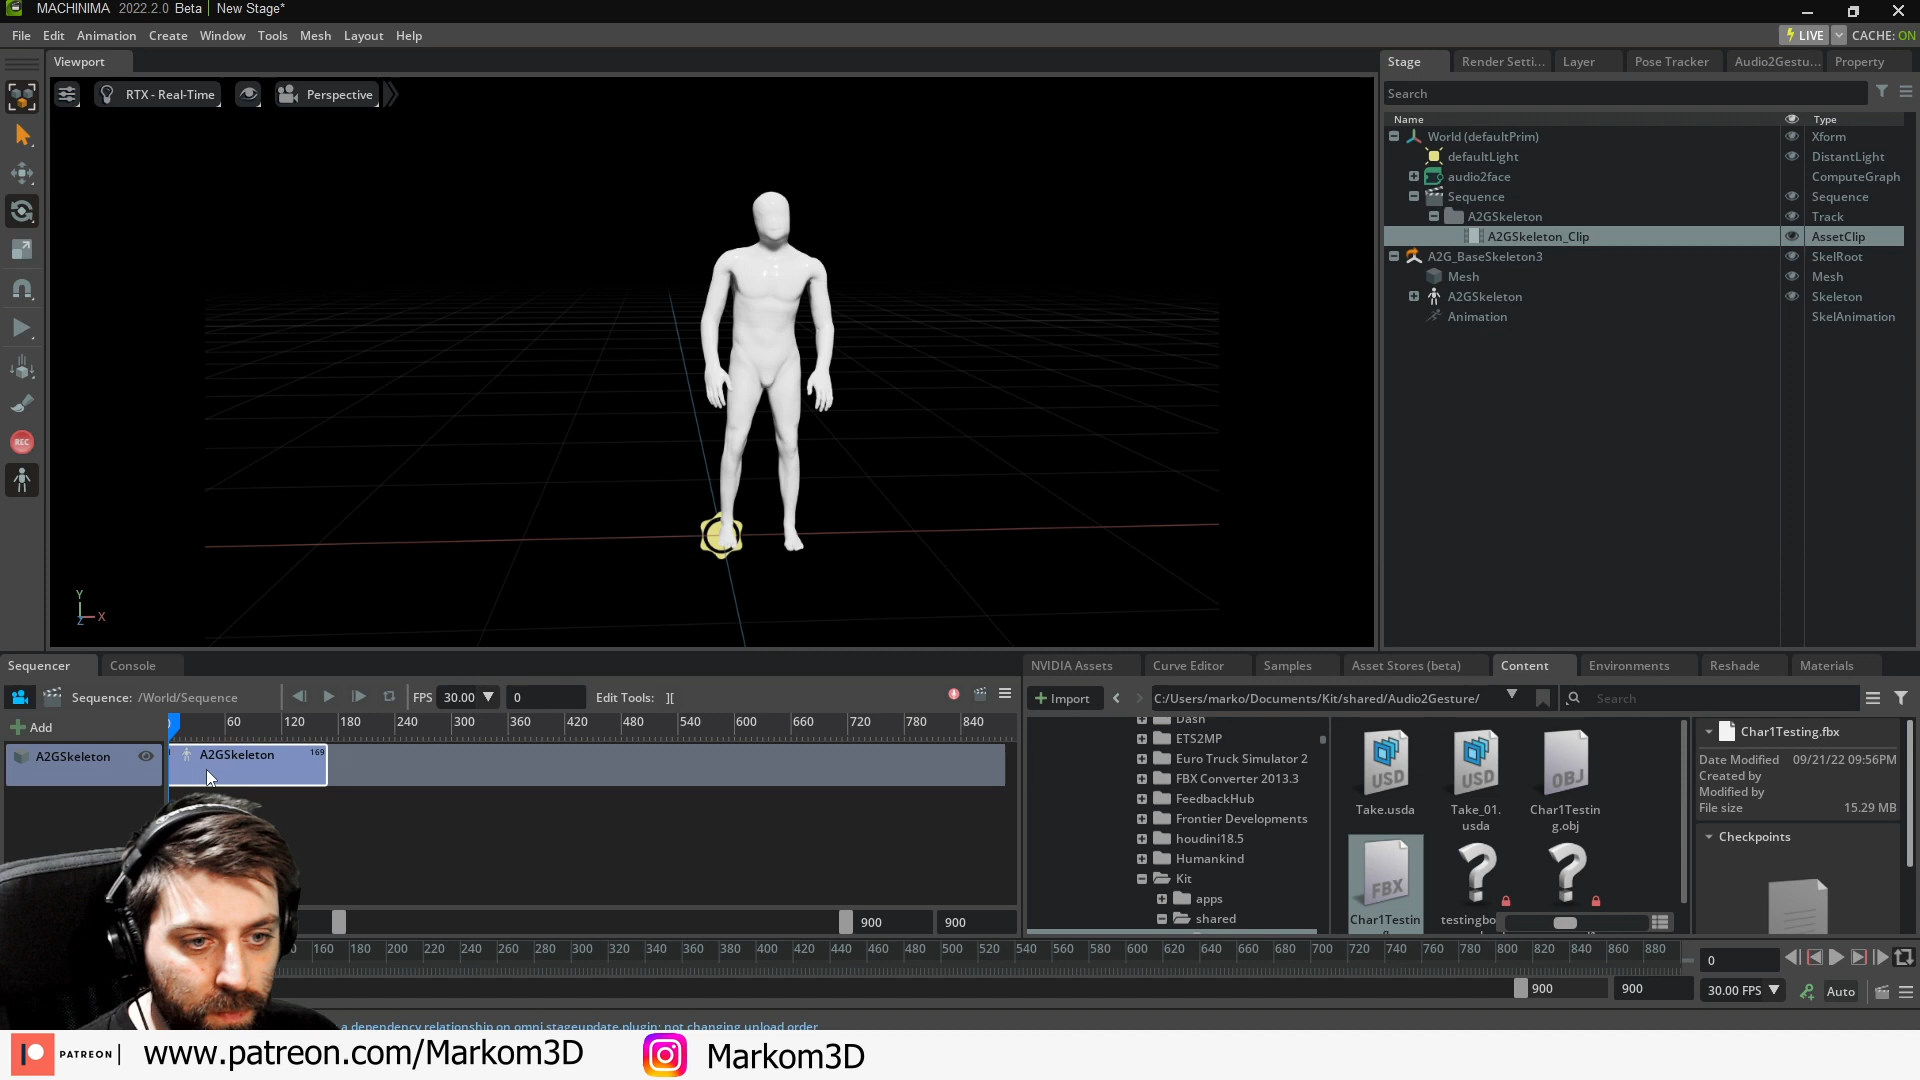 MACHINIMA 2022.2.0 Beta New Stage*
File Edit Animation Create Window Tools Mesh Layout Help
LIVE CACHE: ON
Viewport
RTX - Real-Time Perspective
Y
X
Z
Stage Render Setti... Layer Pose Tracker Audio2Gestu... Property
Search
Name Type
World (defaultPrim) Xform
defaultLight DistantLight
audio2face ComputeGraph
Sequence Sequence
A2GSkeleton Track
A2GSkeleton_Clip AssetClip
A2G_BaseSkeleton3 SkelRoot
Mesh Mesh
A2GSkeleton Skeleton
Animation SkelAnimation
REC
Sequencer Console
Sequence: /World/Sequence FPS 30.00 0 Edit Tools: ][
Add
60 120 180 240 300 360 420 480 540 600 660 720 780 840
A2GSkeleton
A2GSkeleton 169
900 900
NVIDIA Assets Curve Editor Samples Asset Stores (beta) Content Environments Reshade Materials
Import C:/Users/marko/Documents/Kit/shared/Audio2Gesture/ Search
Dash
ETS2MP
Euro Truck Simulator 2
FBX Converter 2013.3
FeedbackHub
Frontier Developments
houdini18.5
Humankind
Kit
apps
shared
USD USD OBJ
Take.usda
Take_01.
usda
Char1Testin
g.obj
FBX
Char1Testin
testingbo
Char1Testing.fbx
Date Modified 09/21/22 09:56PM
Created by
Modified by
File size 15.29 MB
Checkpoints
160 180 200 220 240 260 280 300 320 340 360 380 400 420 440 460 480 500 520 540 560 580 600 620 640 660 680 700 720 740 760 780 800 820 840 860 880
0
900 900 30.00 FPS Auto
a dependency relationship on omni.stageupdate.plugin; not changing unload order
PATREON | www.patreon.com/Markom3D Markom3D